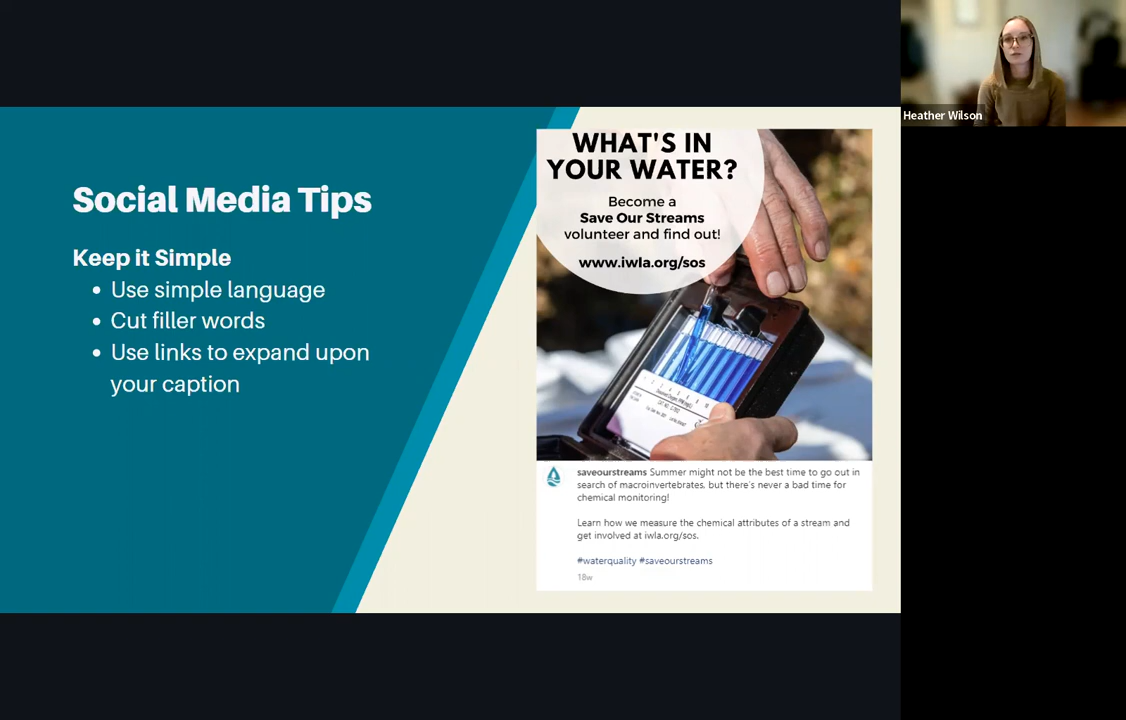 Social Media Tips
Keep it Simple
• Use simple language
• Cut filler words
• Use links to expand upon
your caption
WHAT'S IN
YOUR WATER?
Become a
Save Our Streams
volunteer and find out!
www.iwla.org/sos
saveourstreams Summer might not be the best time to go out in
search of macroinvertebrates, but there's never a bad time for
chemical monitoring!
Learn how we measure the chemical attributes of a stream and
get involved at iwla.org/sos.
#waterquality #saveourstreams
18w
Heather Wilson